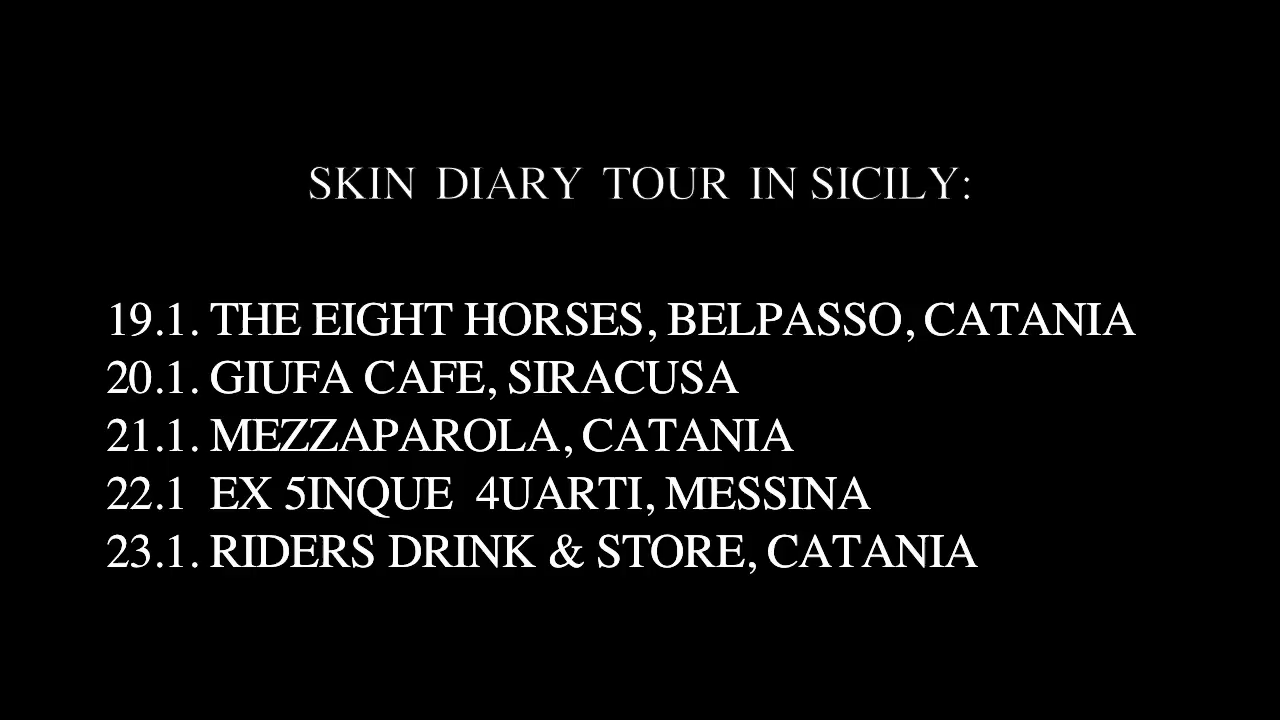 SKIN DIARY TOUR IN SICILY:
19.1. THE EIGHT HORSES, BELPASSO, CATANIA
20.1. GIUFA CAFE, SIRACUSA
21.1. MEZZAPAROLA, CATANIA
22.1 EX 5INQUE 4UARTI, MESSINA
23.1. RIDERS DRINK & STORE, CATANIA